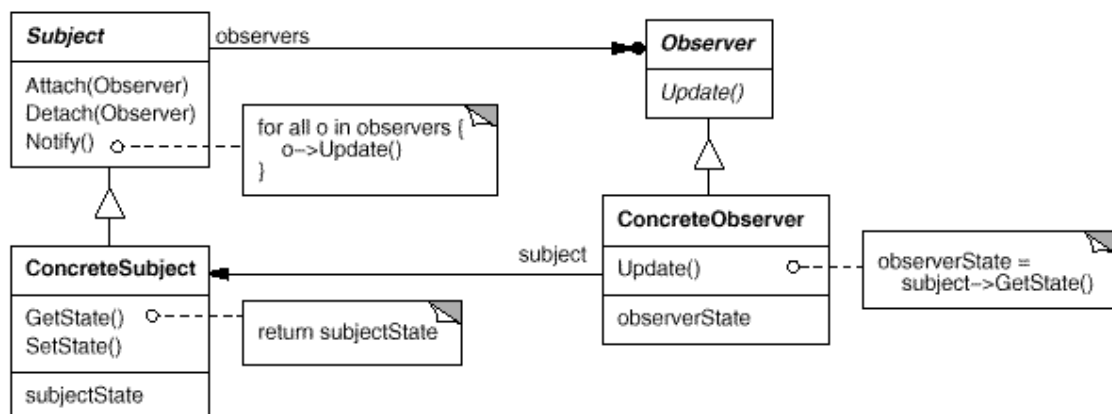 Subject
Attach(Observer)
Detach(Observer)
Notify()
observers
Observer
Update()
for all o in observers {
o->Update()
}
ConcreteSubject
GetState()
SetState()
subjectState
return subjectState
subject
ConcreteObserver
Update()
observerState
observerState =
subject->GetState()